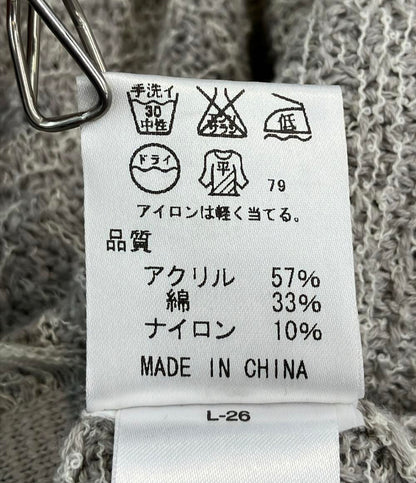 手洗イ
30
中性
エンソ
サラシ
低
ドライ
平
79
アイロンは軽く当てる。
品質
アクリル 57%
綿 33%
ナイロン 10%
MADE IN CHINA
L-26